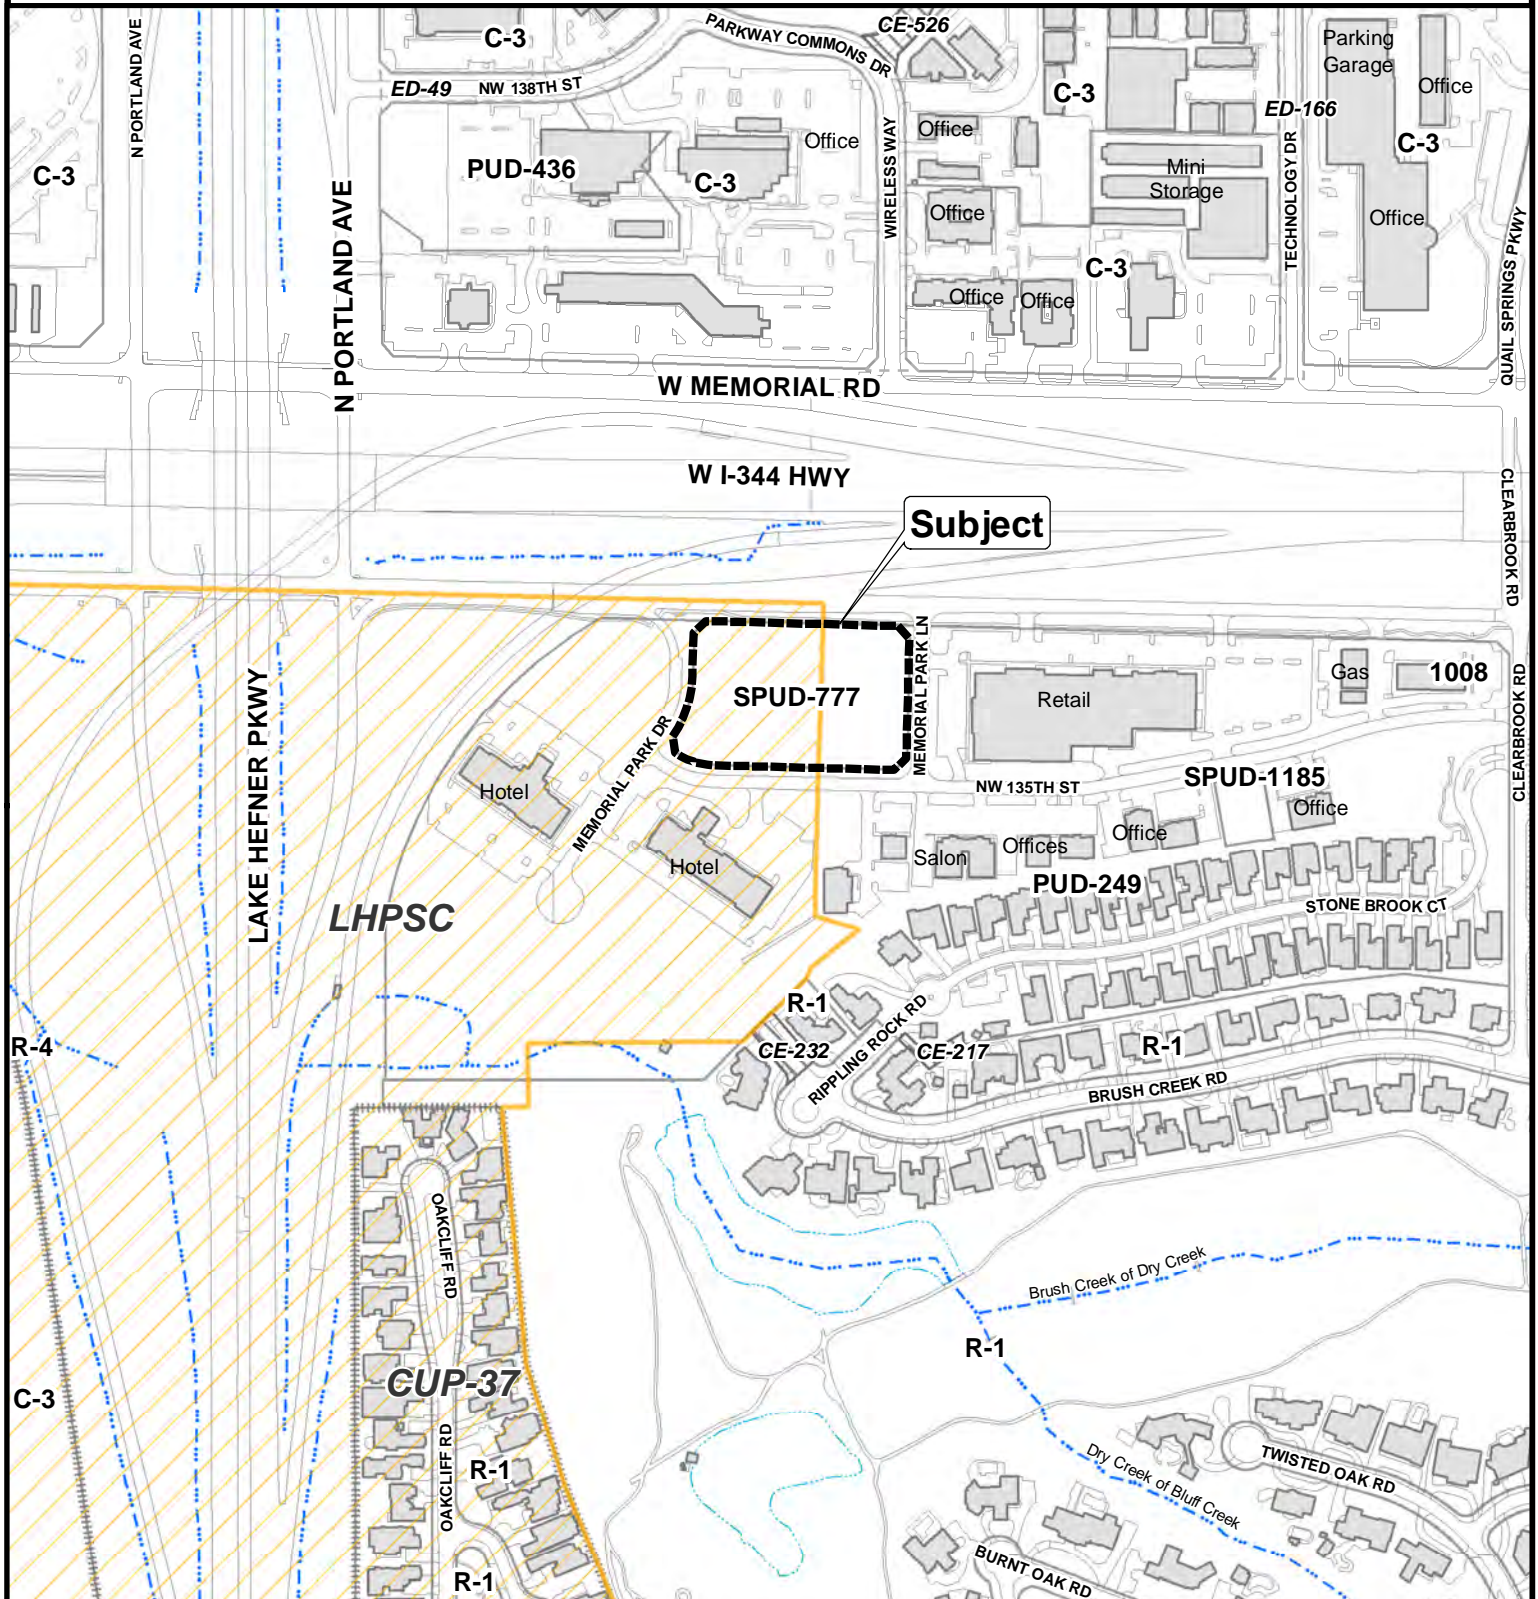 C-3
CE-526
PARKWAY COMMONS DR
Parking
Garage
N PORTLAND AVE
ED-49
NW 138TH ST
C-3
Office
ED-166
Office
Office
C-3
PUD-436
C-3
WIRELESS WAY
Mini
Storage
C-3
N PORTLAND AVE
Office
TECHNOLOGY DR
Office
C-3
QUAIL SPRINGS PKWY
Office
Office
W MEMORIAL RD
W I-344 HWY
CLEARBROOK RD
Subject
MEMORIAL PARK LN
SPUD-777
Retail
Gas
1008
CLEARBROOK RD
LAKE HEFNER PKWY
MEMORIAL PARK DR
Hotel
NW 135TH ST
SPUD-1185
Office
Office
Offices
Salon
Hotel
PUD-249
STONE BROOK CT
LHPSC
R-1
RIPPLING ROCK RD
R-4
CE-232
CE-217
R-1
BRUSH CREEK RD
OAKCLIFF RD
Brush Creek of Dry Creek
R-1
CUP-37
C-3
OAKCLIFF RD
R-1
Dry Creek of Bluff Creek
TWISTED OAK RD
BURNT OAK RD
R-1